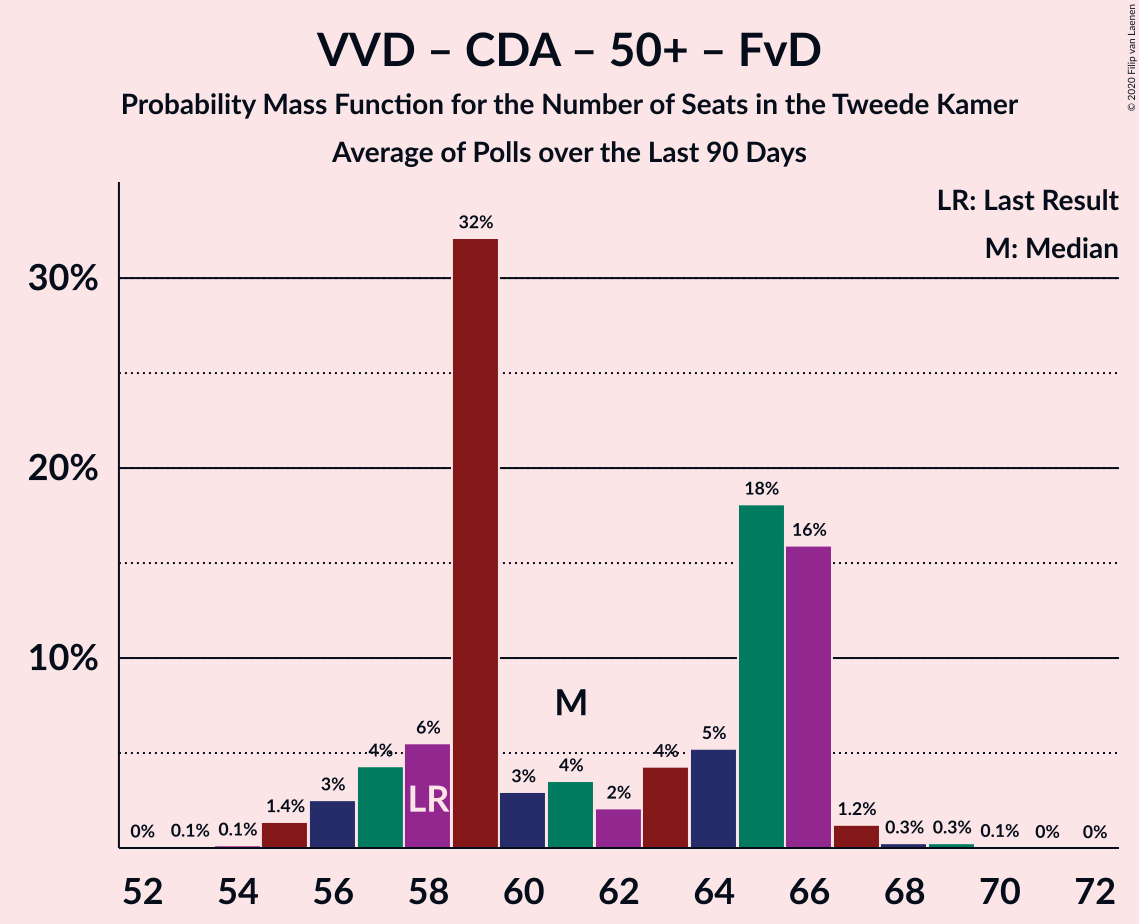 VVD – CDA – 50+ – FvD
Probability Mass Function for the Number of Seats in the Tweede Kamer
Average of Polls over the Last 90 Days
© 2020 Filip van Laenen
LR: Last Result
M: Median
30%
20%
10%
0%
0.1%
0.1%
1.4%
3%
4%
6%
32%
3%
4%
2%
4%
5%
18%
16%
1.2%
0.3%
0.3%
0.1%
0%
0%
LR
M
52 54 56 58 60 62 64 66 68 70 72